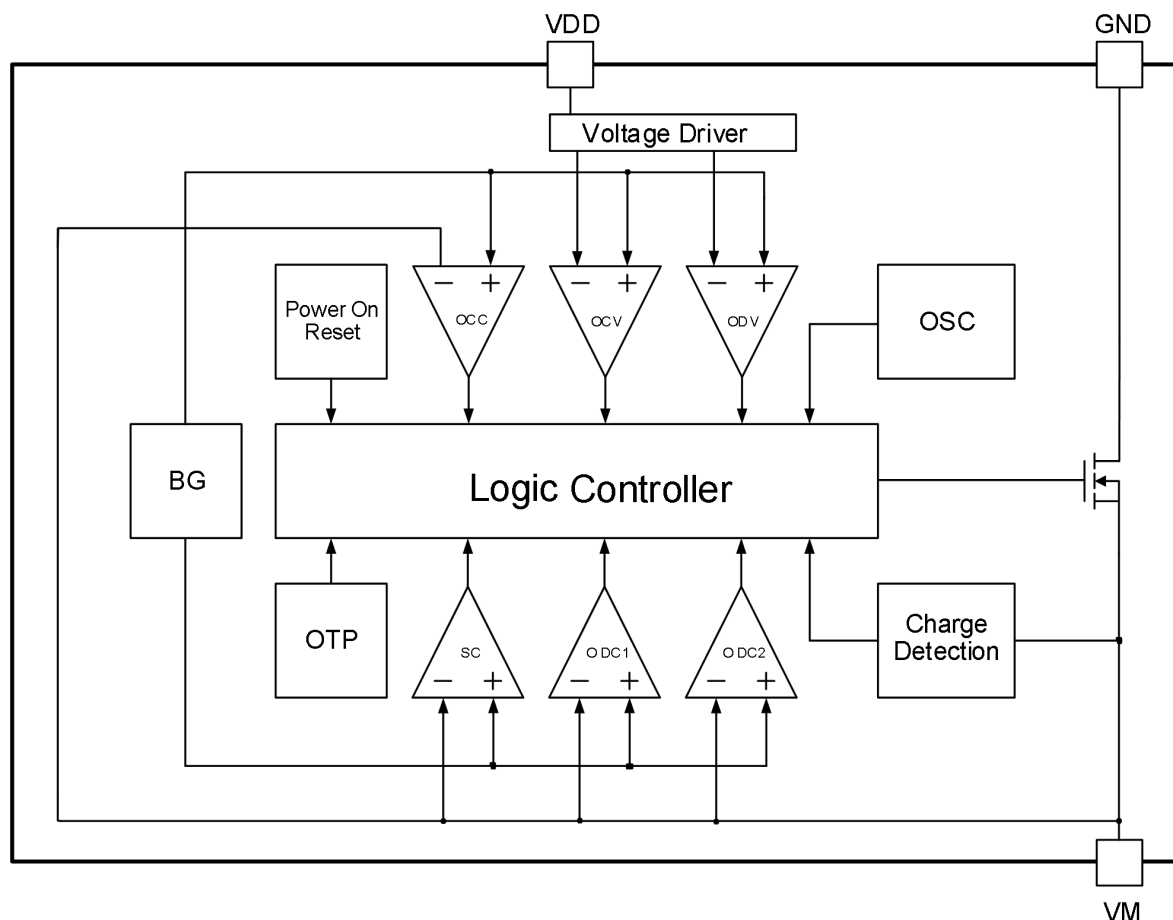 VDD
GND
Voltage Driver
− +
− +
− +
Power On
Reset
OCC
OCV
ODV
OSC
BG
Logic Controller
OTP
SC
ODC1
ODC2
Charge
Detection
− +
− +
− +
VM